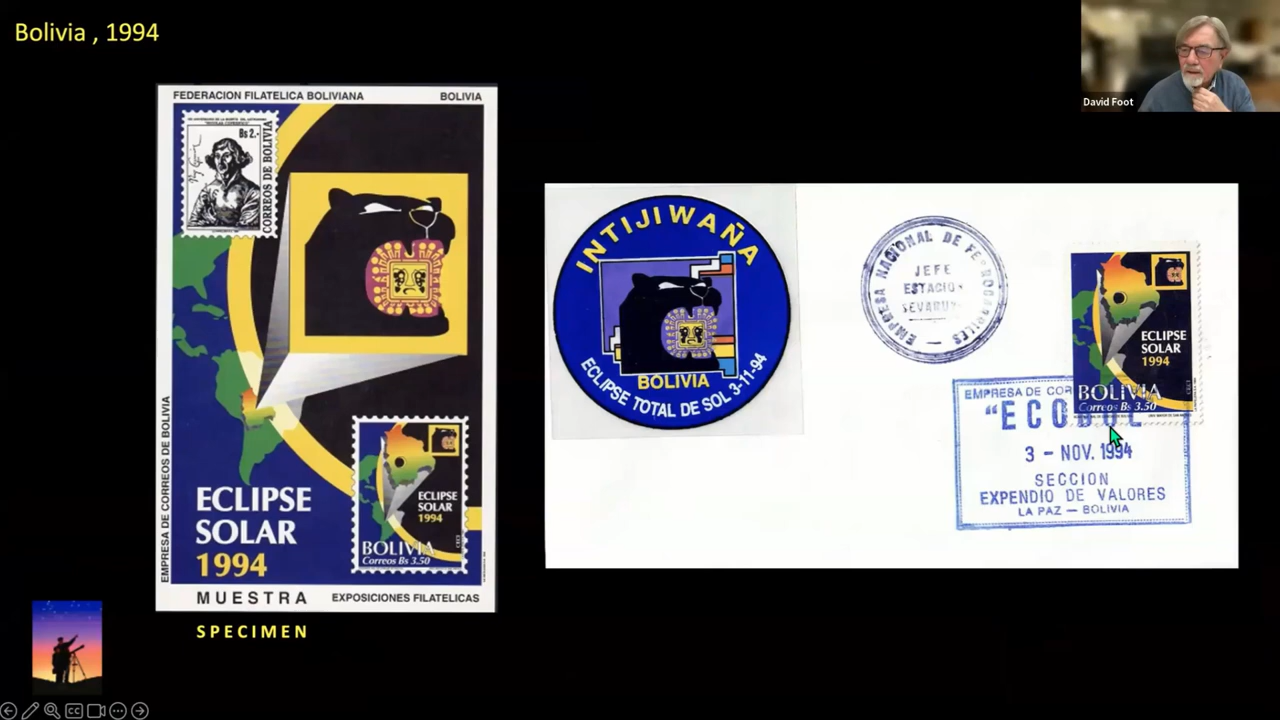 Bolivia , 1994
David Foot
FEDERACION FILATELICA BOLIVIANA
BOLIVIA
Bs 2.-
CORREOS DE BOLIVIA
EMPRESA DE CORREOS DE BOLIVIA
ECLIPSE
SOLAR
1994
ECLIPSE
SOLAR
1994
BOLIVIA
Correos Bs 3.50
MUESTRA
EXPOSICIONES FILATELICAS
SPECIMEN
INTIJIWAÑA
BOLIVIA
ECLIPSE TOTAL DE SOL 3-11-94
EMPRESA NACIONAL DE
JEFE
ESTACION
ECLIPSE
SOLAR
1994
BOLIVIA
Correos Bs 3.50
EMPRESA DE
"ECOBOL
3 - NOV. 1994
SECCION
EXPENDIO DE VALORES
LA PAZ - BOLIVIA
CC